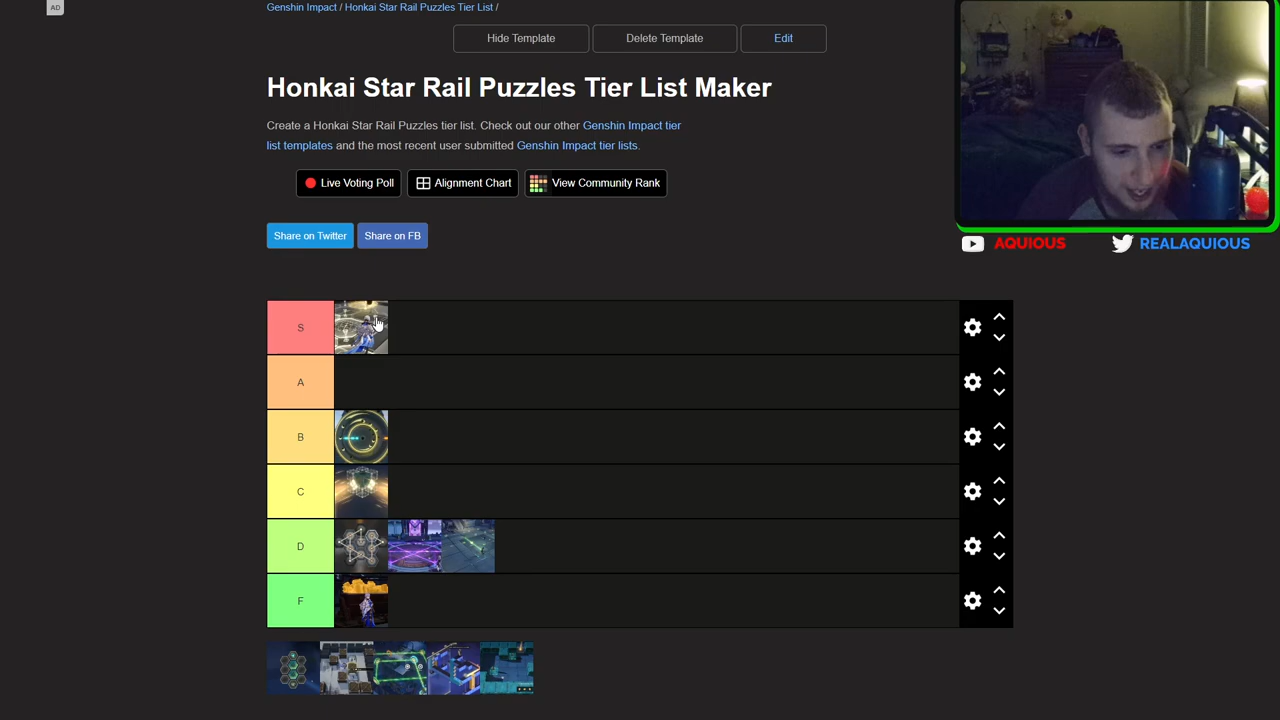 AD
Genshin Impact / Honkai Star Rail Puzzles Tier List /
Hide Template
Delete Template
Edit
Honkai Star Rail Puzzles Tier List Maker
Create a Honkai Star Rail Puzzles tier list. Check out our other Genshin Impact tier
list templates and the most recent user submitted Genshin Impact tier lists.
Live Voting Poll
Alignment Chart
View Community Rank
Share on Twitter
Share on FB
AQUIOUS
REALAQUIOUS
S
A
B
C
D
F